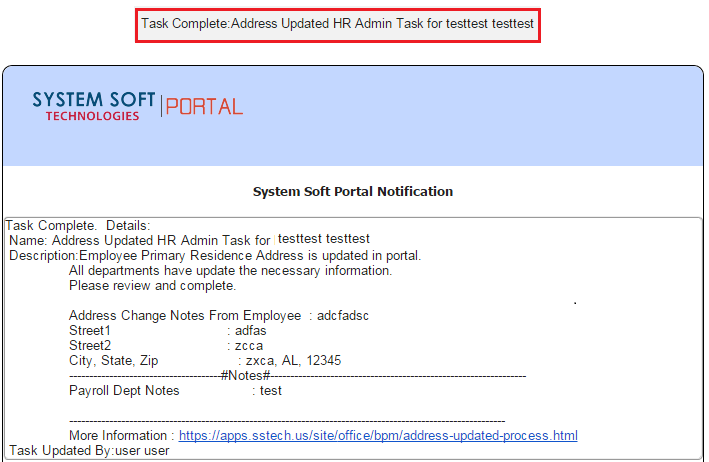 Task Complete:Address Updated HR Admin Task for testtest testtest
SYSTEM SOFT
TECHNOLOGIES
PORTAL
System Soft Portal Notification
Task Complete. Details:
Name: Address Updated HR Admin Task for testtest testtest
Description:Employee Primary Residence Address is updated in portal.
All departments have update the necessary information.
Please review and complete.
.
Address Change Notes From Employee : adcfadsc
Street1 : adfas
Street2 : zcca
City, State, Zip : zxca, AL, 12345
--------------------------------------#Notes#----------------------------------------------------------------
Payroll Dept Notes : test
-------------------------------------------------------------------------------------------------------------
More Information : https://apps.sstech.us/site/office/bpm/address-updated-process.html
Task Updated By:user user